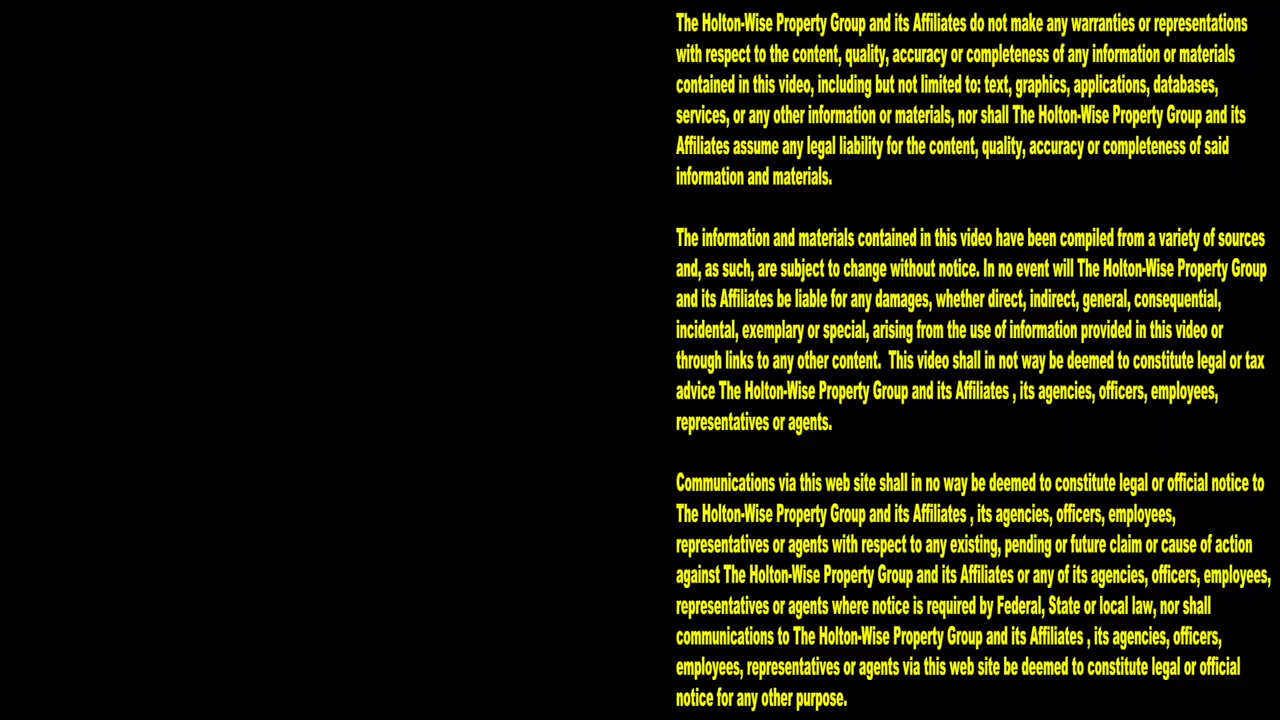 The Holton-Wise Property Group and its Affiliates do not make any warranties or representations
with respect to the content, quality, accuracy or completeness of any information or materials
contained in this video, including but not limited to: text, graphics, applications, databases,
services, or any other information or materials, nor shall The Holton-Wise Property Group and its
Affiliates assume any legal liability for the content, quality, accuracy or completeness of said
information and materials.
The information and materials contained in this video have been compiled from a variety of sources
and, as such, are subject to change without notice. In no event will The Holton-Wise Property Group
and its Affiliates be liable for any damages, whether direct, indirect, general, consequential,
incidental, exemplary or special, arising from the use of information provided in this video or
through links to any other content.  This video shall in not way be deemed to constitute legal or tax
advice The Holton-Wise Property Group and its Affiliates , its agencies, officers, employees,
representatives or agents.
Communications via this web site shall in no way be deemed to constitute legal or official notice to
The Holton-Wise Property Group and its Affiliates , its agencies, officers, employees,
representatives or agents with respect to any existing, pending or future claim or cause of action
against The Holton-Wise Property Group and its Affiliates or any of its agencies, officers, employees,
representatives or agents where notice is required by Federal, State or local law, nor shall
communications to The Holton-Wise Property Group and its Affiliates , its agencies, officers,
employees, representatives or agents via this web site be deemed to constitute legal or official
notice for any other purpose.